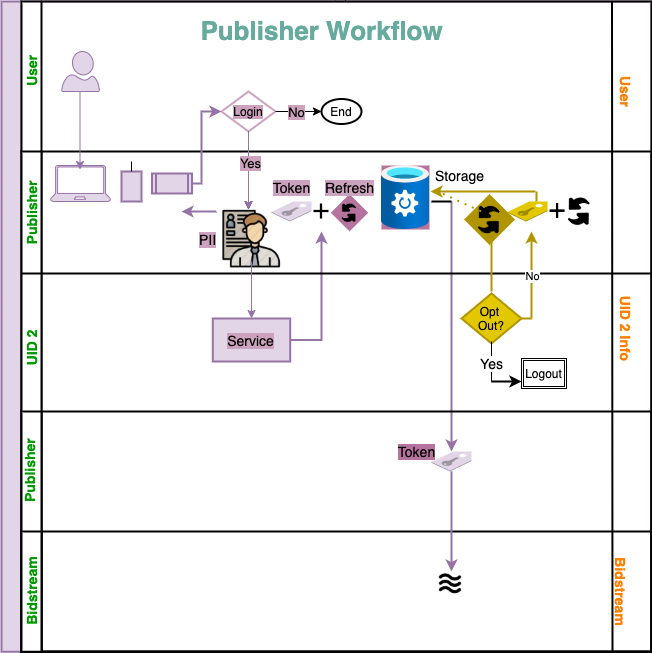 Publisher Workflow
User
User
Login
No
End
Yes
Publisher
Token
Refresh
Storage
PII
No
UID 2
UID 2 Info
Service
Opt
Out?
Yes
Logout
Publisher
Token
Bidstream
Bidstream